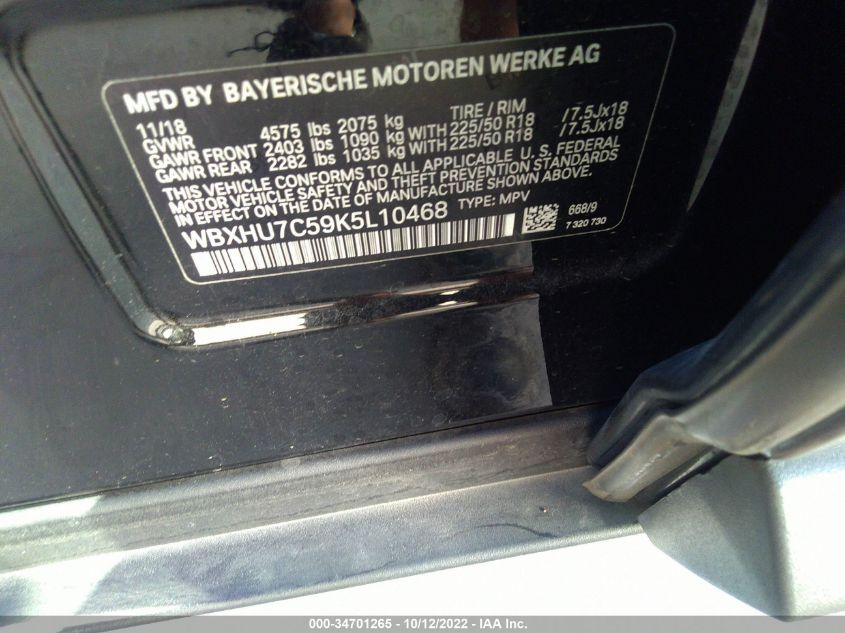 MFD BY BAYERISCHE MOTOREN WERKE AG
11/18 TIRE / RIM
GVWR 4575 lbs 2075 kg
GAWR FRONT 2403 lbs 1090 kg WITH 225/50 R18 / 7.5Jx18
GAWR REAR 2282 lbs 1035 kg WITH 225/50 R18 / 7.5Jx18
THIS VEHICLE CONFORMS TO ALL APPLICABLE U. S. FEDERAL
MOTOR VEHICLE SAFETY AND THEFT PREVENTION STANDARDS
IN EFFECT ON THE DATE OF MANUFACTURE SHOWN ABOVE.
WBXHU7C59K5L10468 TYPE: MPV
668/9
7 320 730
000-34701265 - 10/12/2022 - IAA Inc.